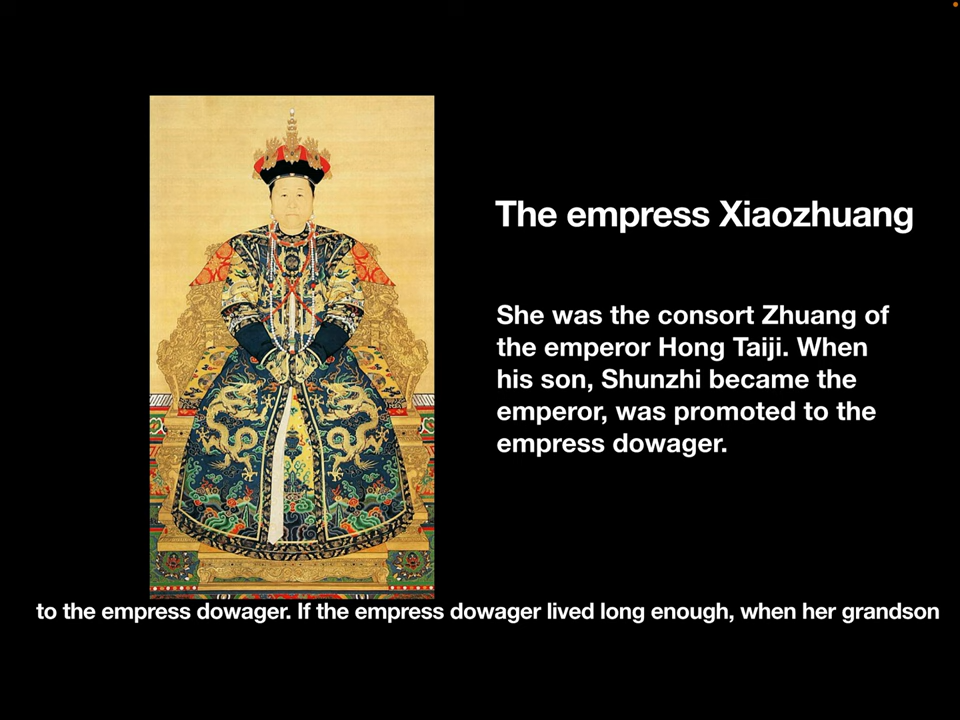 The empress Xiaozhuang
She was the consort Zhuang of
the emperor Hong Taiji. When
his son, Shunzhi became the
emperor, was promoted to the
empress dowager.
to the empress dowager. If the empress dowager lived long enough, when her grandson